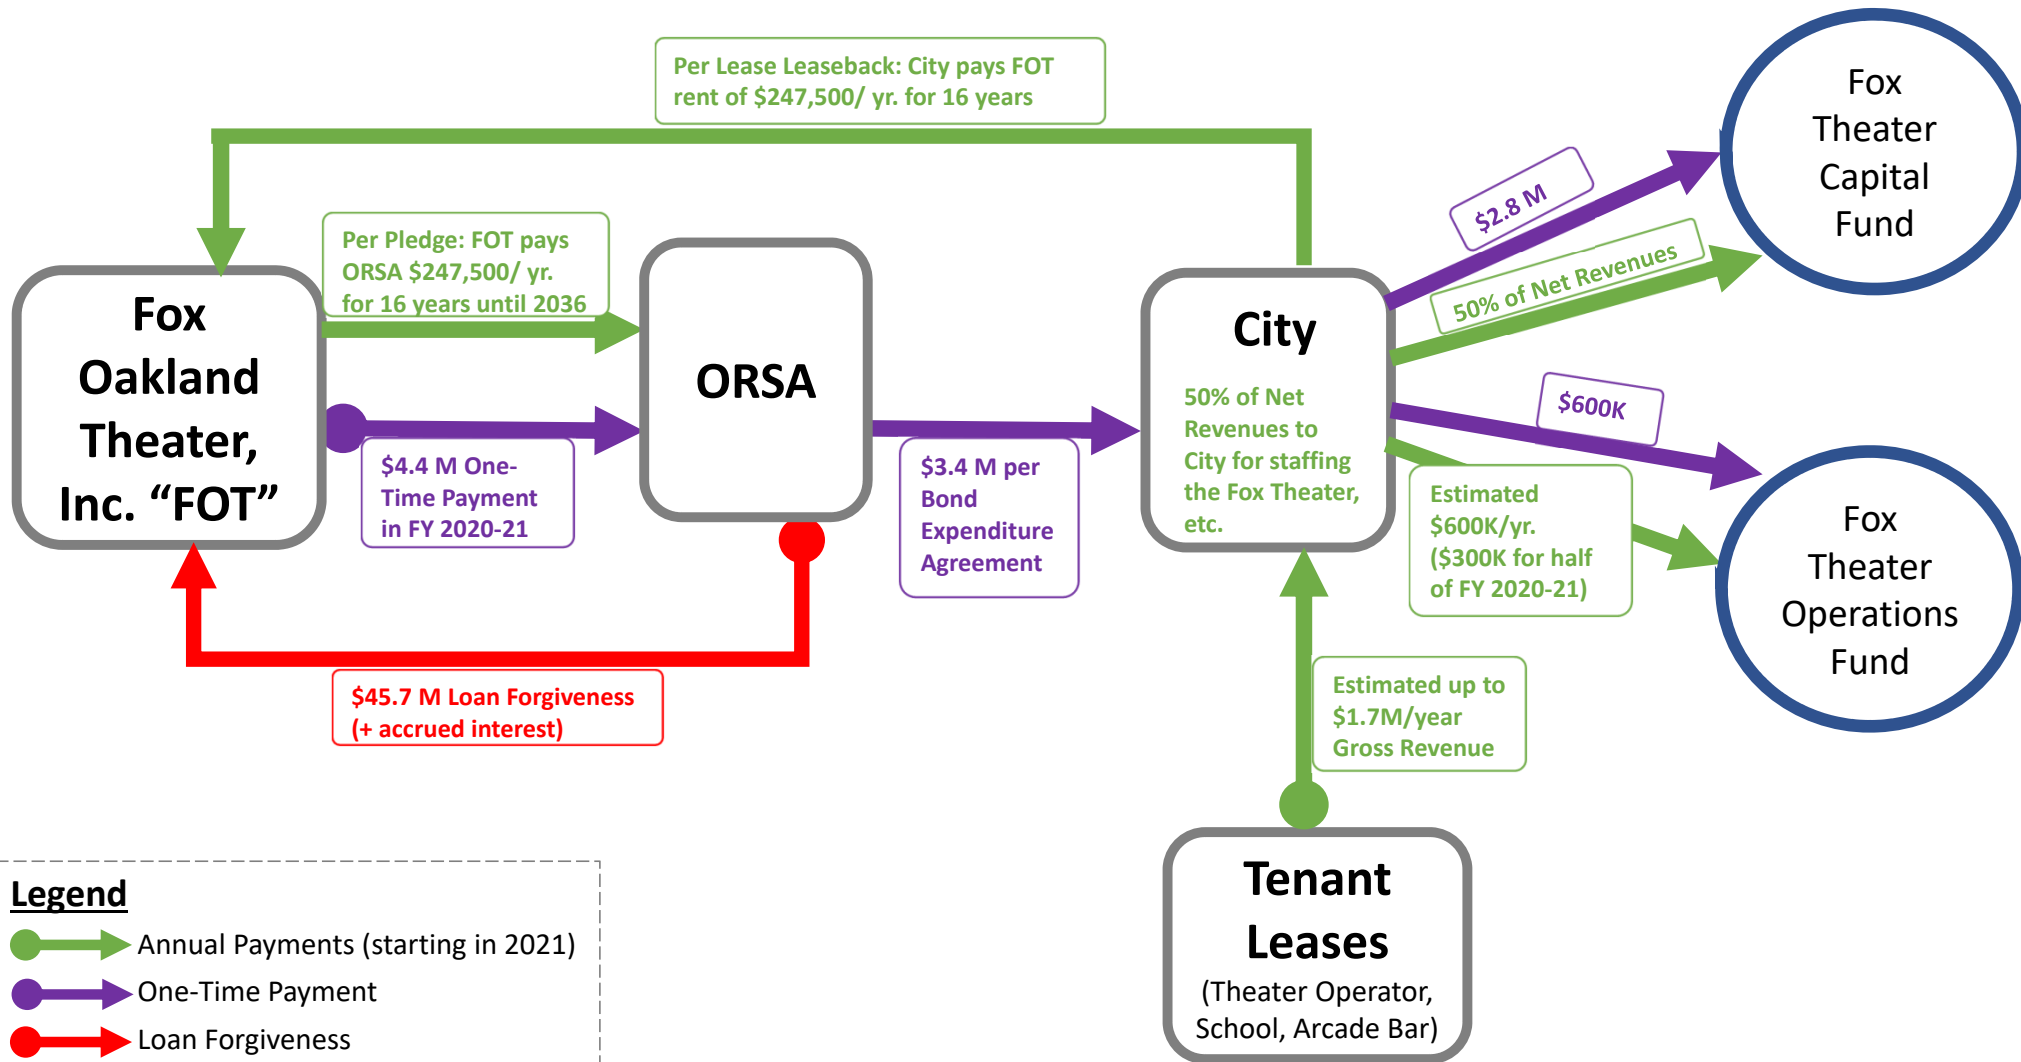 Per Lease Leaseback: City pays FOT
rent of $247,500/ yr. for 16 years
Fox
Theater
Capital
Fund
$2.8 M
50% of Net Revenues
Per Pledge: FOT pays
ORSA $247,500/ yr.
for 16 years until 2036
Fox
Oakland
Theater,
Inc. “FOT”
ORSA
City
50% of Net
Revenues to
City for staffing
the Fox Theater,
etc.
$4.4 M One-
Time Payment
in FY 2020-21
$3.4 M per
Bond
Expenditure
Agreement
$600K
Estimated
$600K/yr.
($300K for half
of FY 2020-21)
Fox
Theater
Operations
Fund
$45.7 M Loan Forgiveness
(+ accrued interest)
Estimated up to
$1.7M/year
Gross Revenue
Tenant
Leases
(Theater Operator,
School, Arcade Bar)
Legend
Annual Payments (starting in 2021)
One-Time Payment
Loan Forgiveness